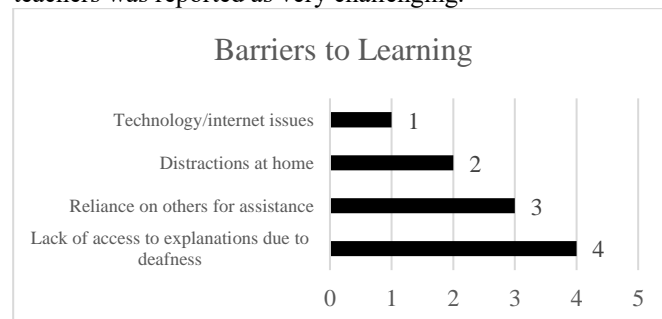 teachers was reported as very challenging.
Barriers to Learning
Technology/internet issues
1
Distractions at home
2
Reliance on others for assistance
3
Lack of access to explanations due to
deafness
4
0 1 2 3 4 5